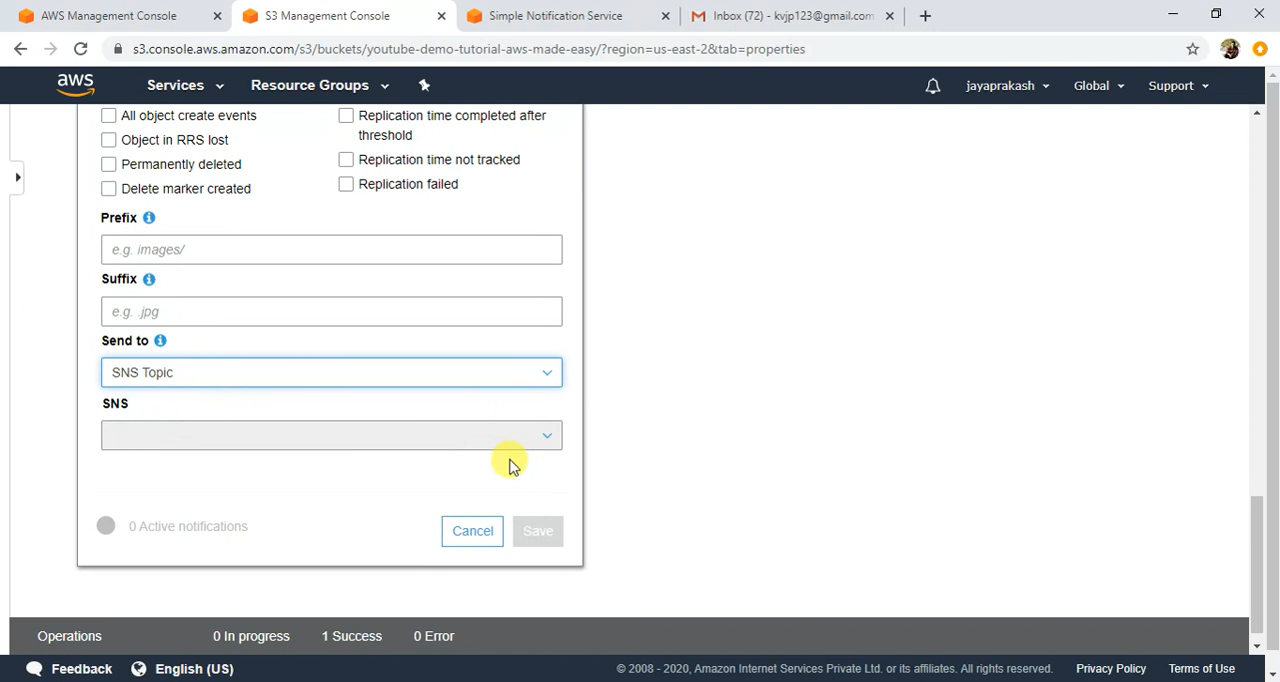 AWS Management Console
S3 Management Console
Simple Notification Service
Inbox (72) - kvjp123@gmail.com
s3.console.aws.amazon.com/s3/buckets/youtube-demo-tutorial-aws-made-easy/?region=us-east-2&tab=properties
aws Services Resource Groups jayaprakash Global Support
All object create events
Object in RRS lost
Permanently deleted
Delete marker created
Replication time completed after
threshold
Replication time not tracked
Replication failed
Prefix
e.g. images/
Suffix
e.g. .jpg
Send to
SNS Topic
SNS
0 Active notifications
Cancel Save
Operations 0 In progress 1 Success 0 Error
Feedback English (US) © 2008 - 2020, Amazon Internet Services Private Ltd. or its affiliates. All rights reserved. Privacy Policy Terms of Use